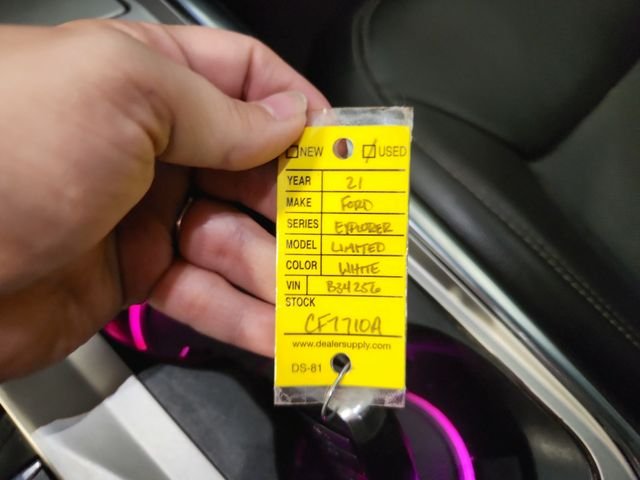 NEW USED
YEAR 21
MAKE FORD
SERIES EXPLORER
MODEL LIMITED
COLOR WHITE
VIN B34256
STOCK
CF7710A
www.dealersupply.com
DS-81